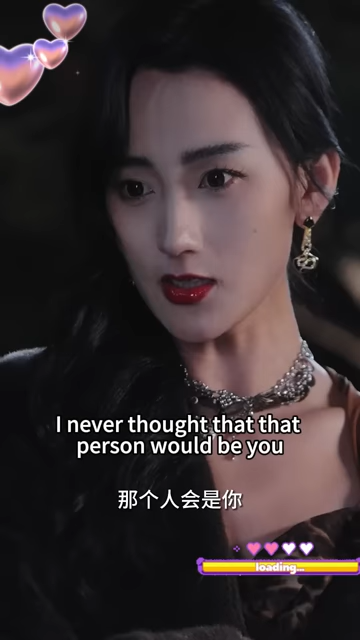 I never thought that that
person would be you
那个人会是你
loading...